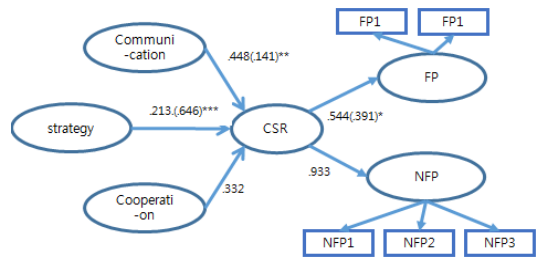 FP1
FP1
Communi
-cation
.448(.141)**
FP
.213.(.646)***
.544(.391)*
strategy
CSR
.332
.933
NFP
Cooperati
-on
NFP1
NFP2
NFP3